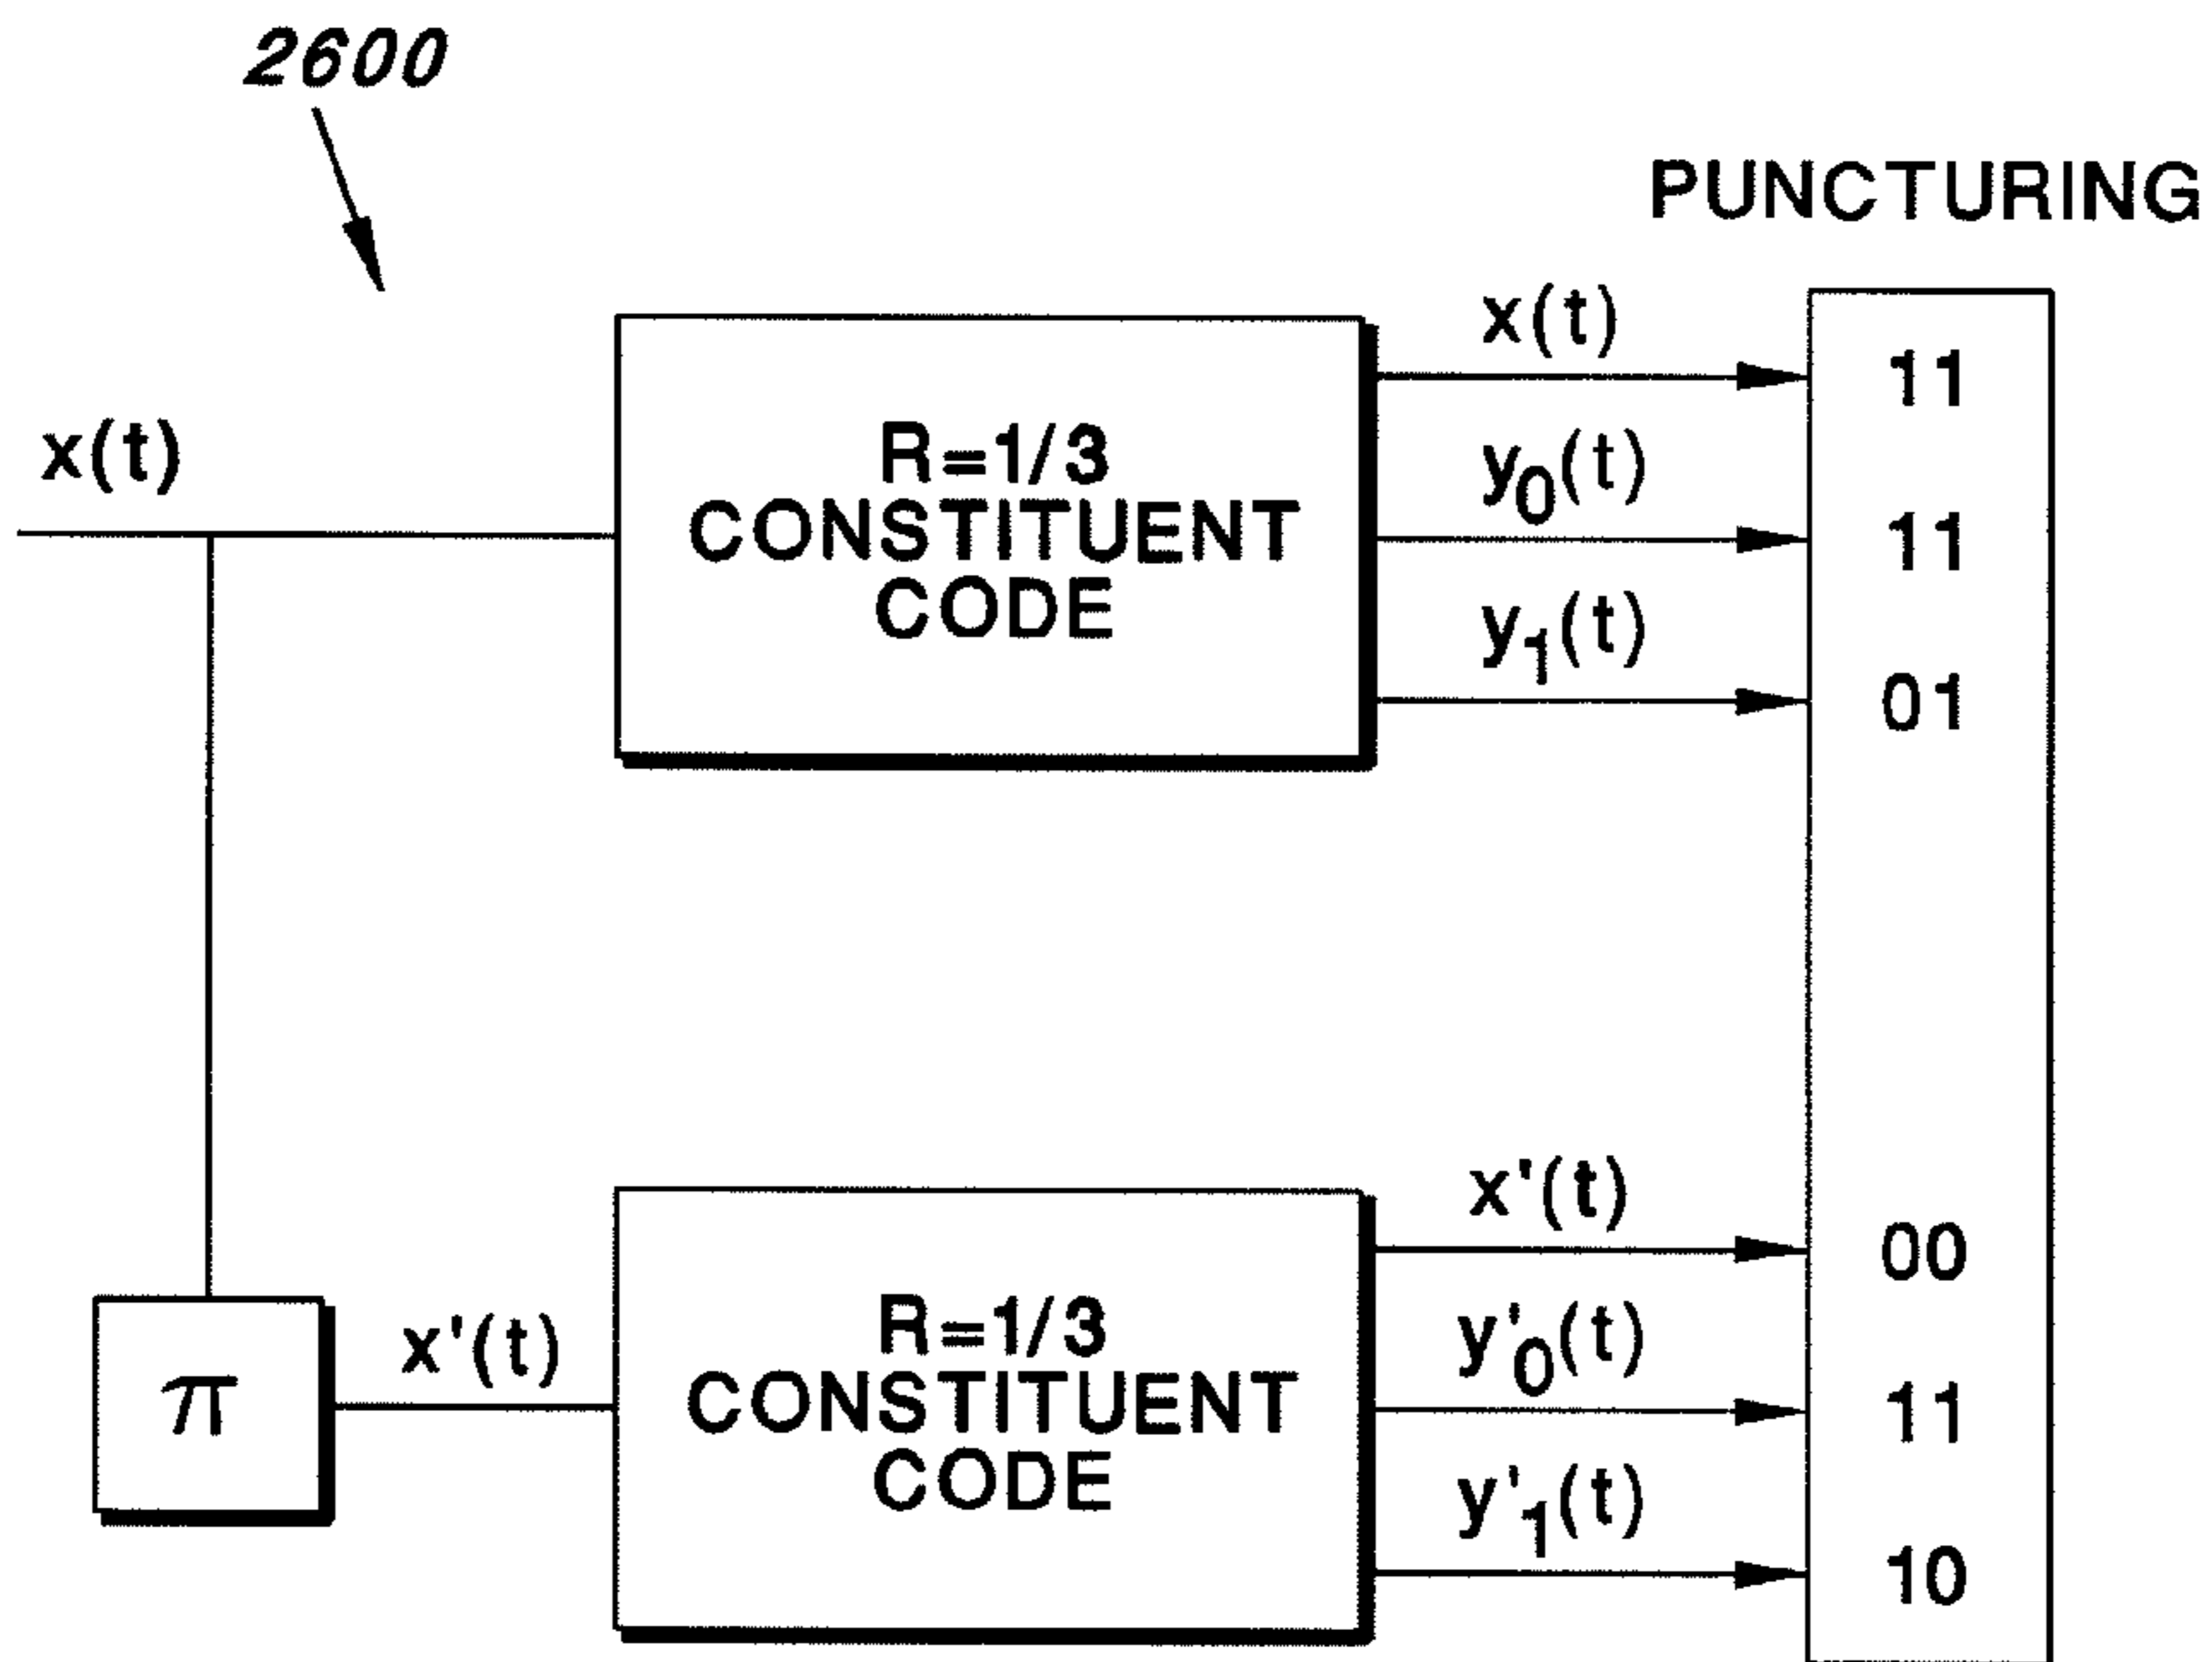 2600
PUNCTURING
x(t)
R=1/3
CONSTITUENT
CODE
x(t)
11
y0(t)
11
y1(t)
01
π
x'(t)
R=1/3
CONSTITUENT
CODE
x'(t)
00
y'0(t)
11
y'1(t)
10